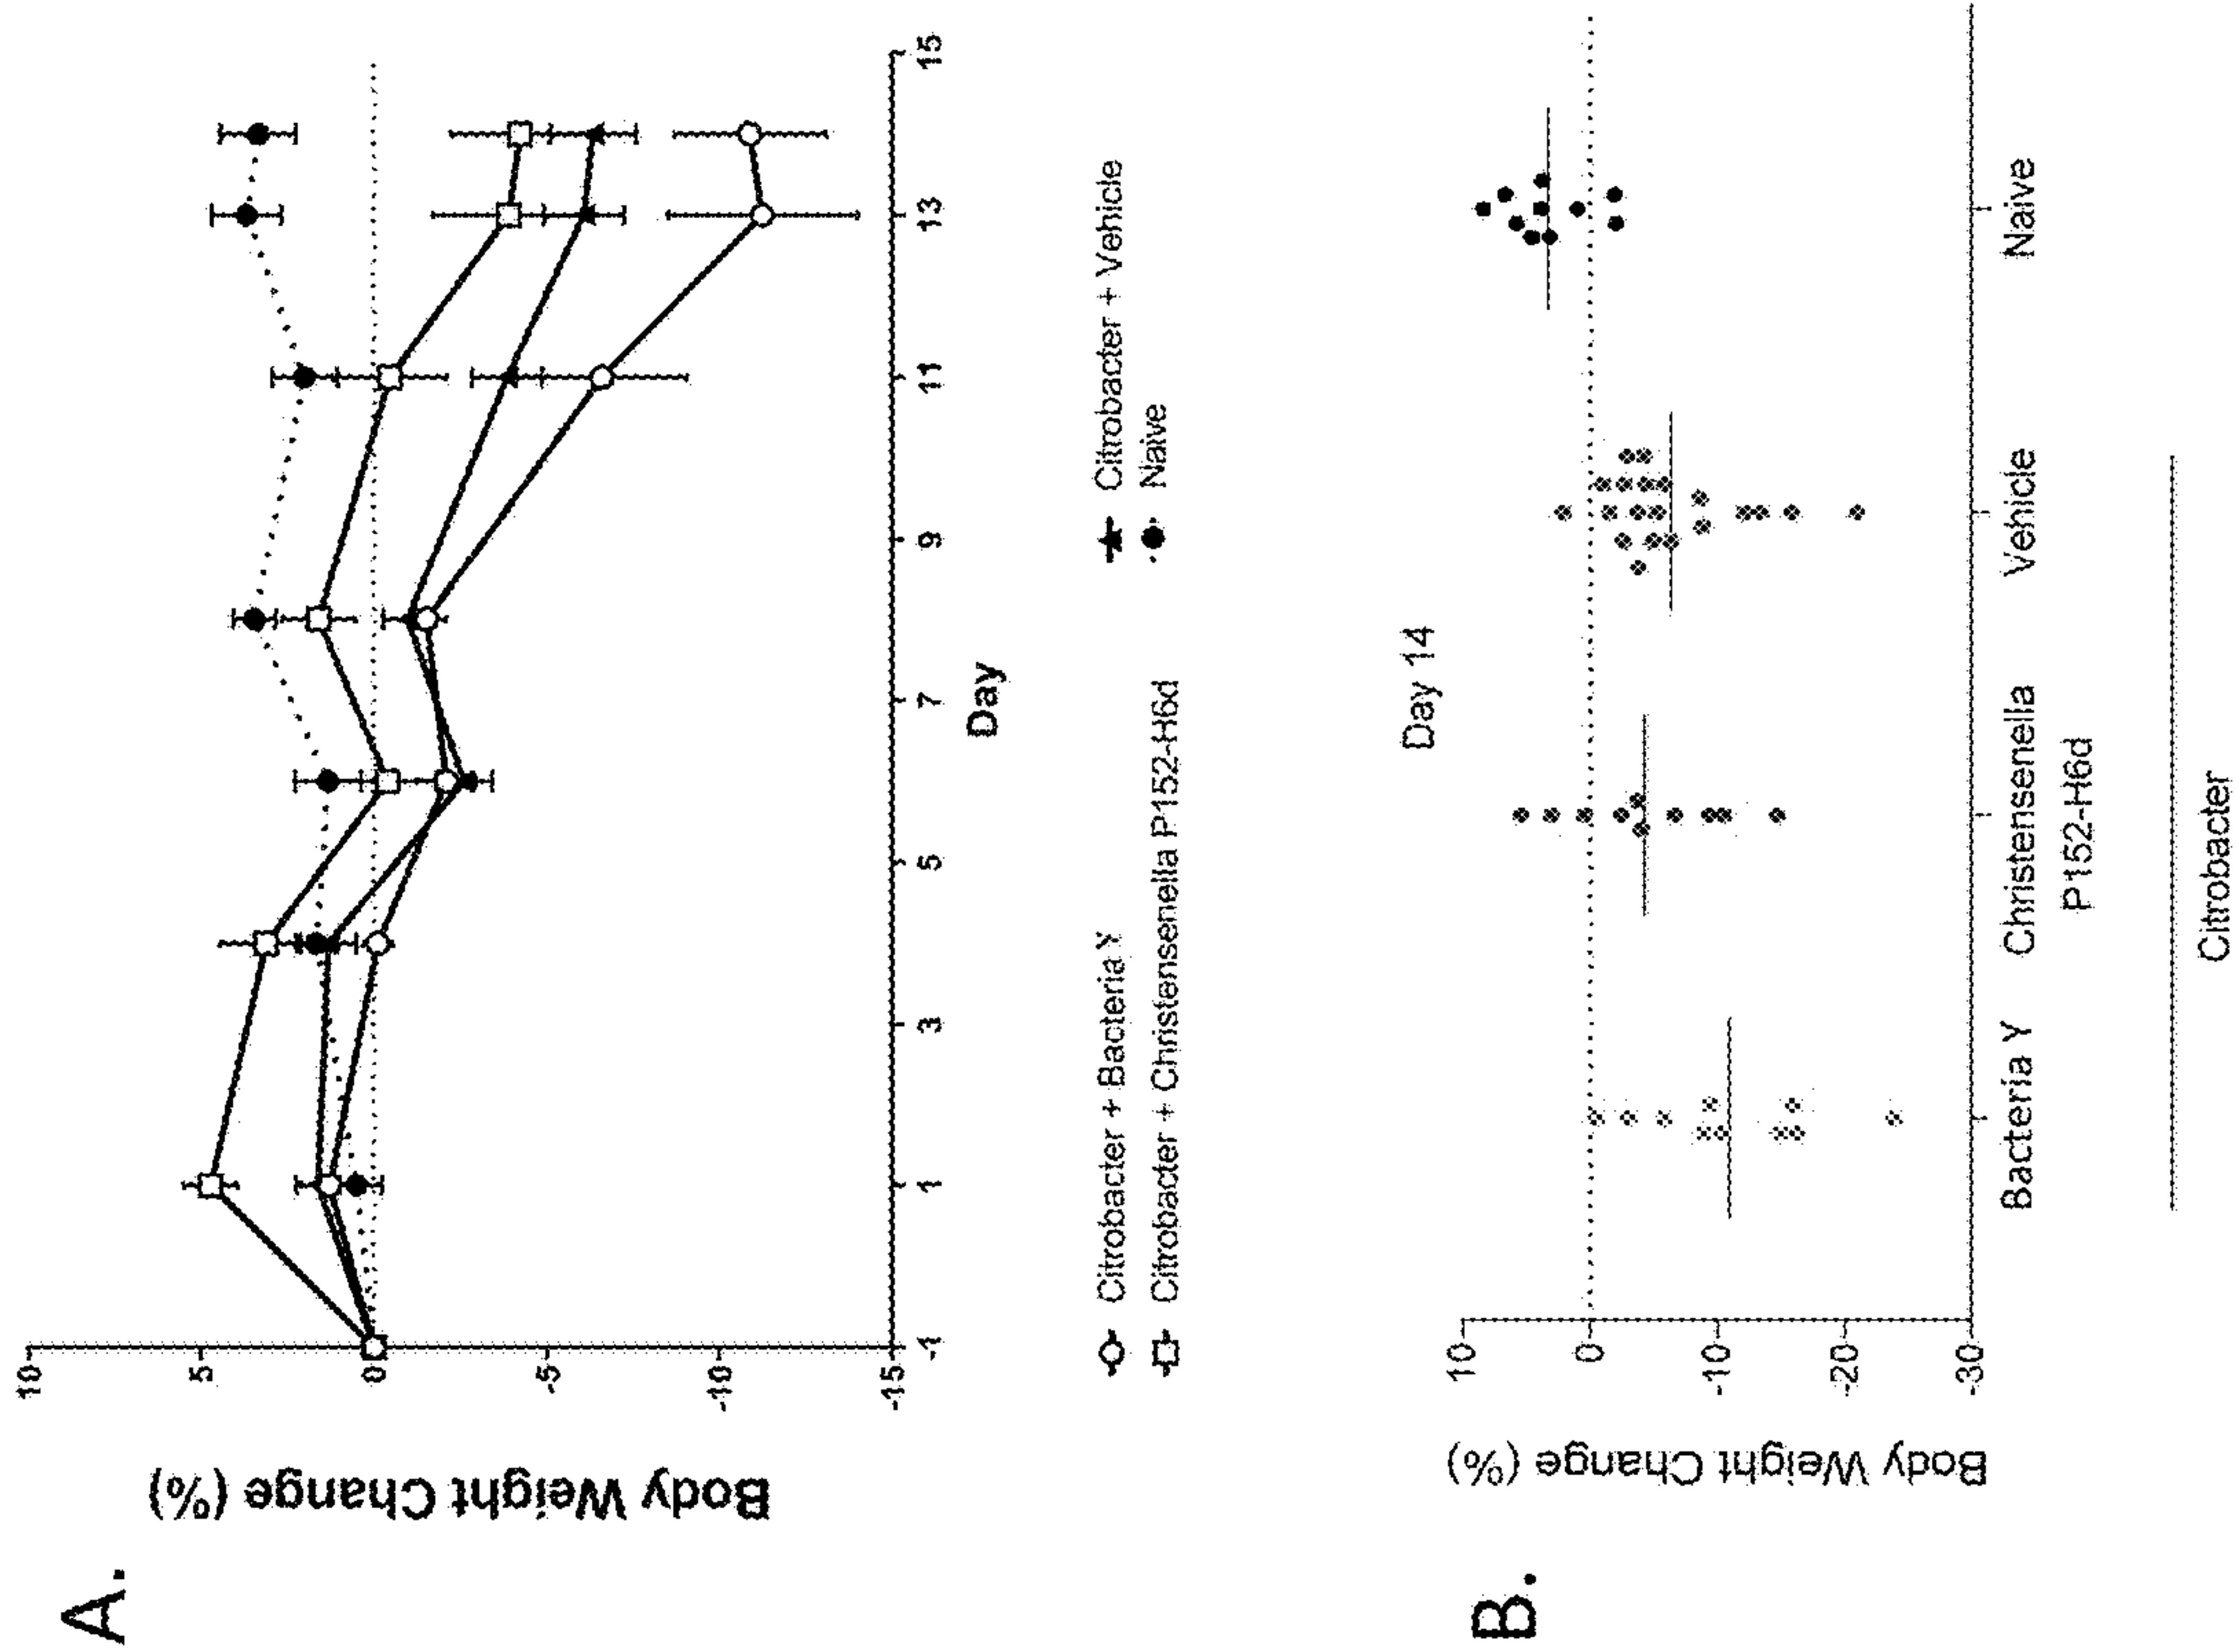 A.
Body Weight Change (%)
10
5
0
-5
-10
-15
-1 1 3 5 7 9 11 13 15
Day
Citrobacter + Bacteria Y Citrobacter + Vehicle
Citrobacter + Christensenella P152-H6d Naive
B.
Day 14
Body Weight Change (%)
10
0
-10
-20
-30
Bacteria Y Christensenella Vehicle Naive
P152-H6d
Citrobacter